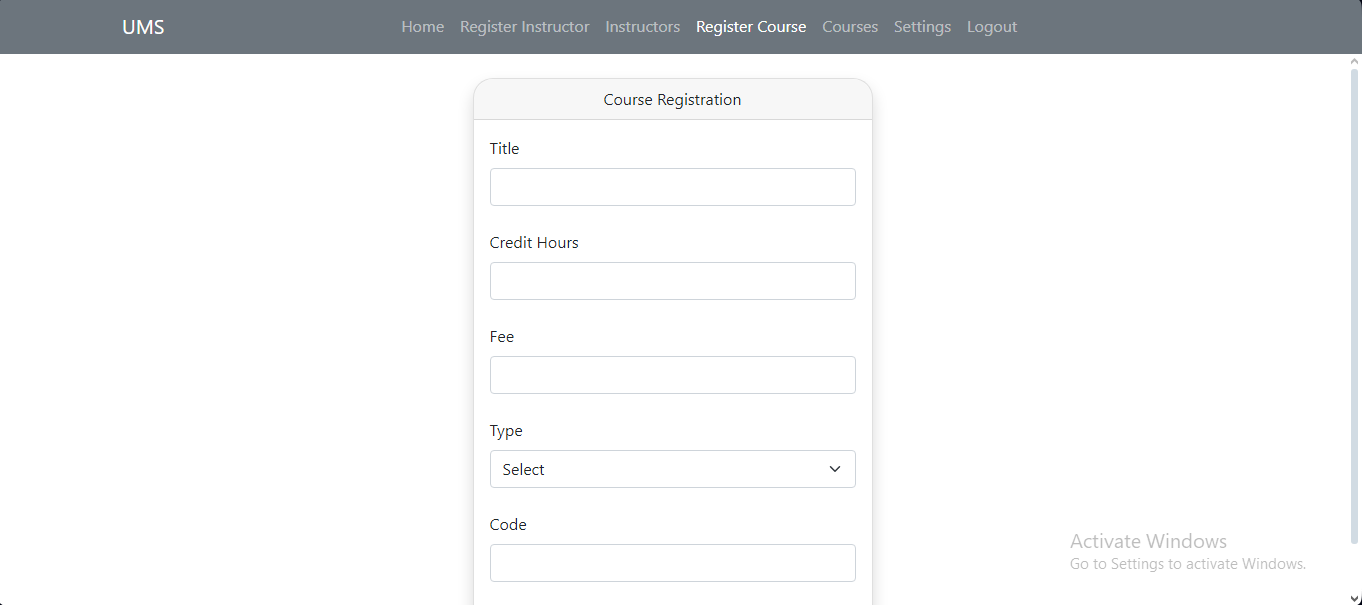 UMS Home Register Instructor Instructors Register Course Courses Settings Logout
Course Registration
Title
Credit Hours
Fee
Type
Select
Code
Activate Windows
Go to Settings to activate Windows.